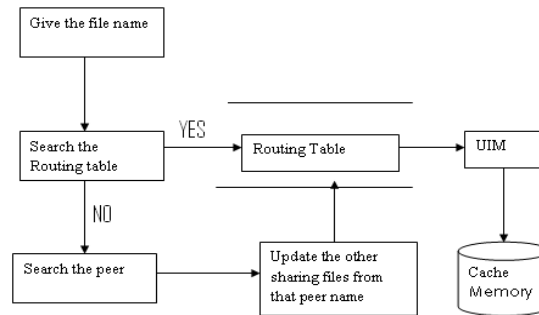 Give the file name
Search the
Routing table
YES
Routing Table
UIM
NO
Search the peer
Update the other
sharing files from
that peer name
Cache
Memory